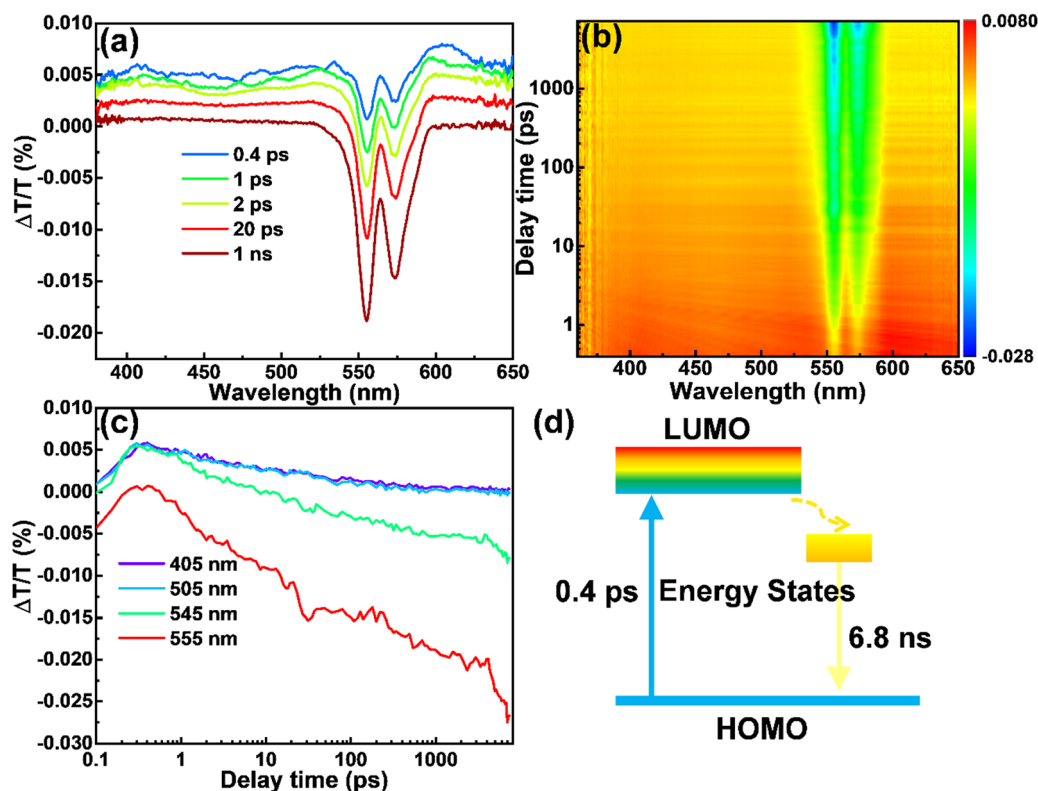 (a)
0.010
0.005
0.000
-0.005
-0.010
-0.015
-0.020
ΔT/T (%)
0.4 ps
1 ps
2 ps
20 ps
1 ns
400 450 500 550 600 650
Wavelength (nm)
(b)
1000
100
10
1
Delay time (ps)
400 450 500 550 600 650
Wavelength (nm)
0.0080
-0.028
(c)
0.010
0.005
0.000
-0.005
-0.010
-0.015
-0.020
-0.025
-0.030
ΔT/T (%)
405 nm
505 nm
545 nm
555 nm
0.1 1 10 100 1000
Delay time (ps)
(d)
LUMO
0.4 ps
Energy States
6.8 ns
HOMO